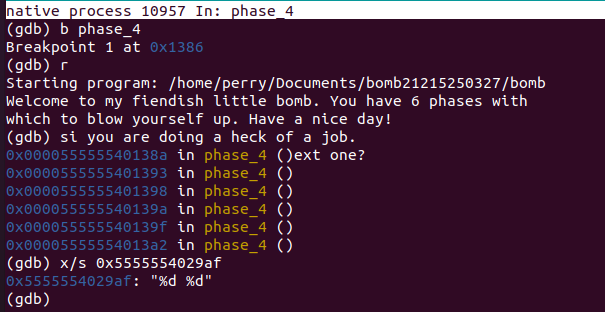 native process 10957 In: phase_4
(gdb) b phase_4
Breakpoint 1 at 0x1386
(gdb) r
Starting program: /home/perry/Documents/bomb21215250327/bomb
Welcome to my fiendish little bomb. You have 6 phases with
which to blow yourself up. Have a nice day!
(gdb) si you are doing a heck of a job.
0x000055555540138a in phase_4 ()ext one?
0x0000555555401393 in phase_4 ()
0x0000555555401398 in phase_4 ()
0x000055555540139a in phase_4 ()
0x000055555540139f in phase_4 ()
0x00005555554013a2 in phase_4 ()
(gdb) x/s 0x5555554029af
0x5555554029af: "%d %d"
(gdb)